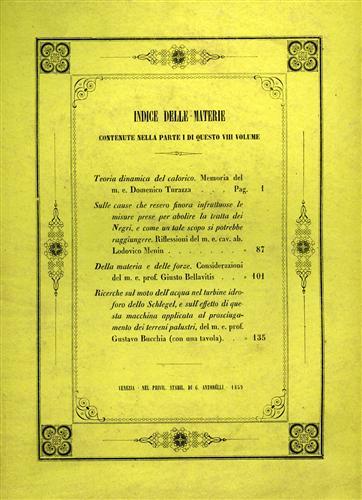 INDICE DELLE MATERIE
CONTENUTE NELLA PARTE I DI QUESTO VIII VOLUME
Teoria dinamica del calorico. Memoria del
m. e. Domenico Turazza . . . Pag. 1
Sulle cause che resero finora infruttuose le
misure prese per abolire la tratta dei
Negri, e come un tale scopo si potrebbe
raggiungere. Riflessioni del m. e. cav. ab.
Lodovico Menin . . . . . » 87
Della materia e delle forze. Considerazioni
del m. e. prof. Giusto Bellavitis . . » 101
Ricerche sul moto dell'acqua nel turbine idro-
foro dello Schlegel, e sull'effetto di que-
sta macchina applicata al prosciuga-
mento dei terreni palustri, del m. e. prof.
Gustavo Bucchia (con una tavola). . » 135
VENEZIA - NEL PRIVIL. STABIL. DI G. ANTONELLI - 1859